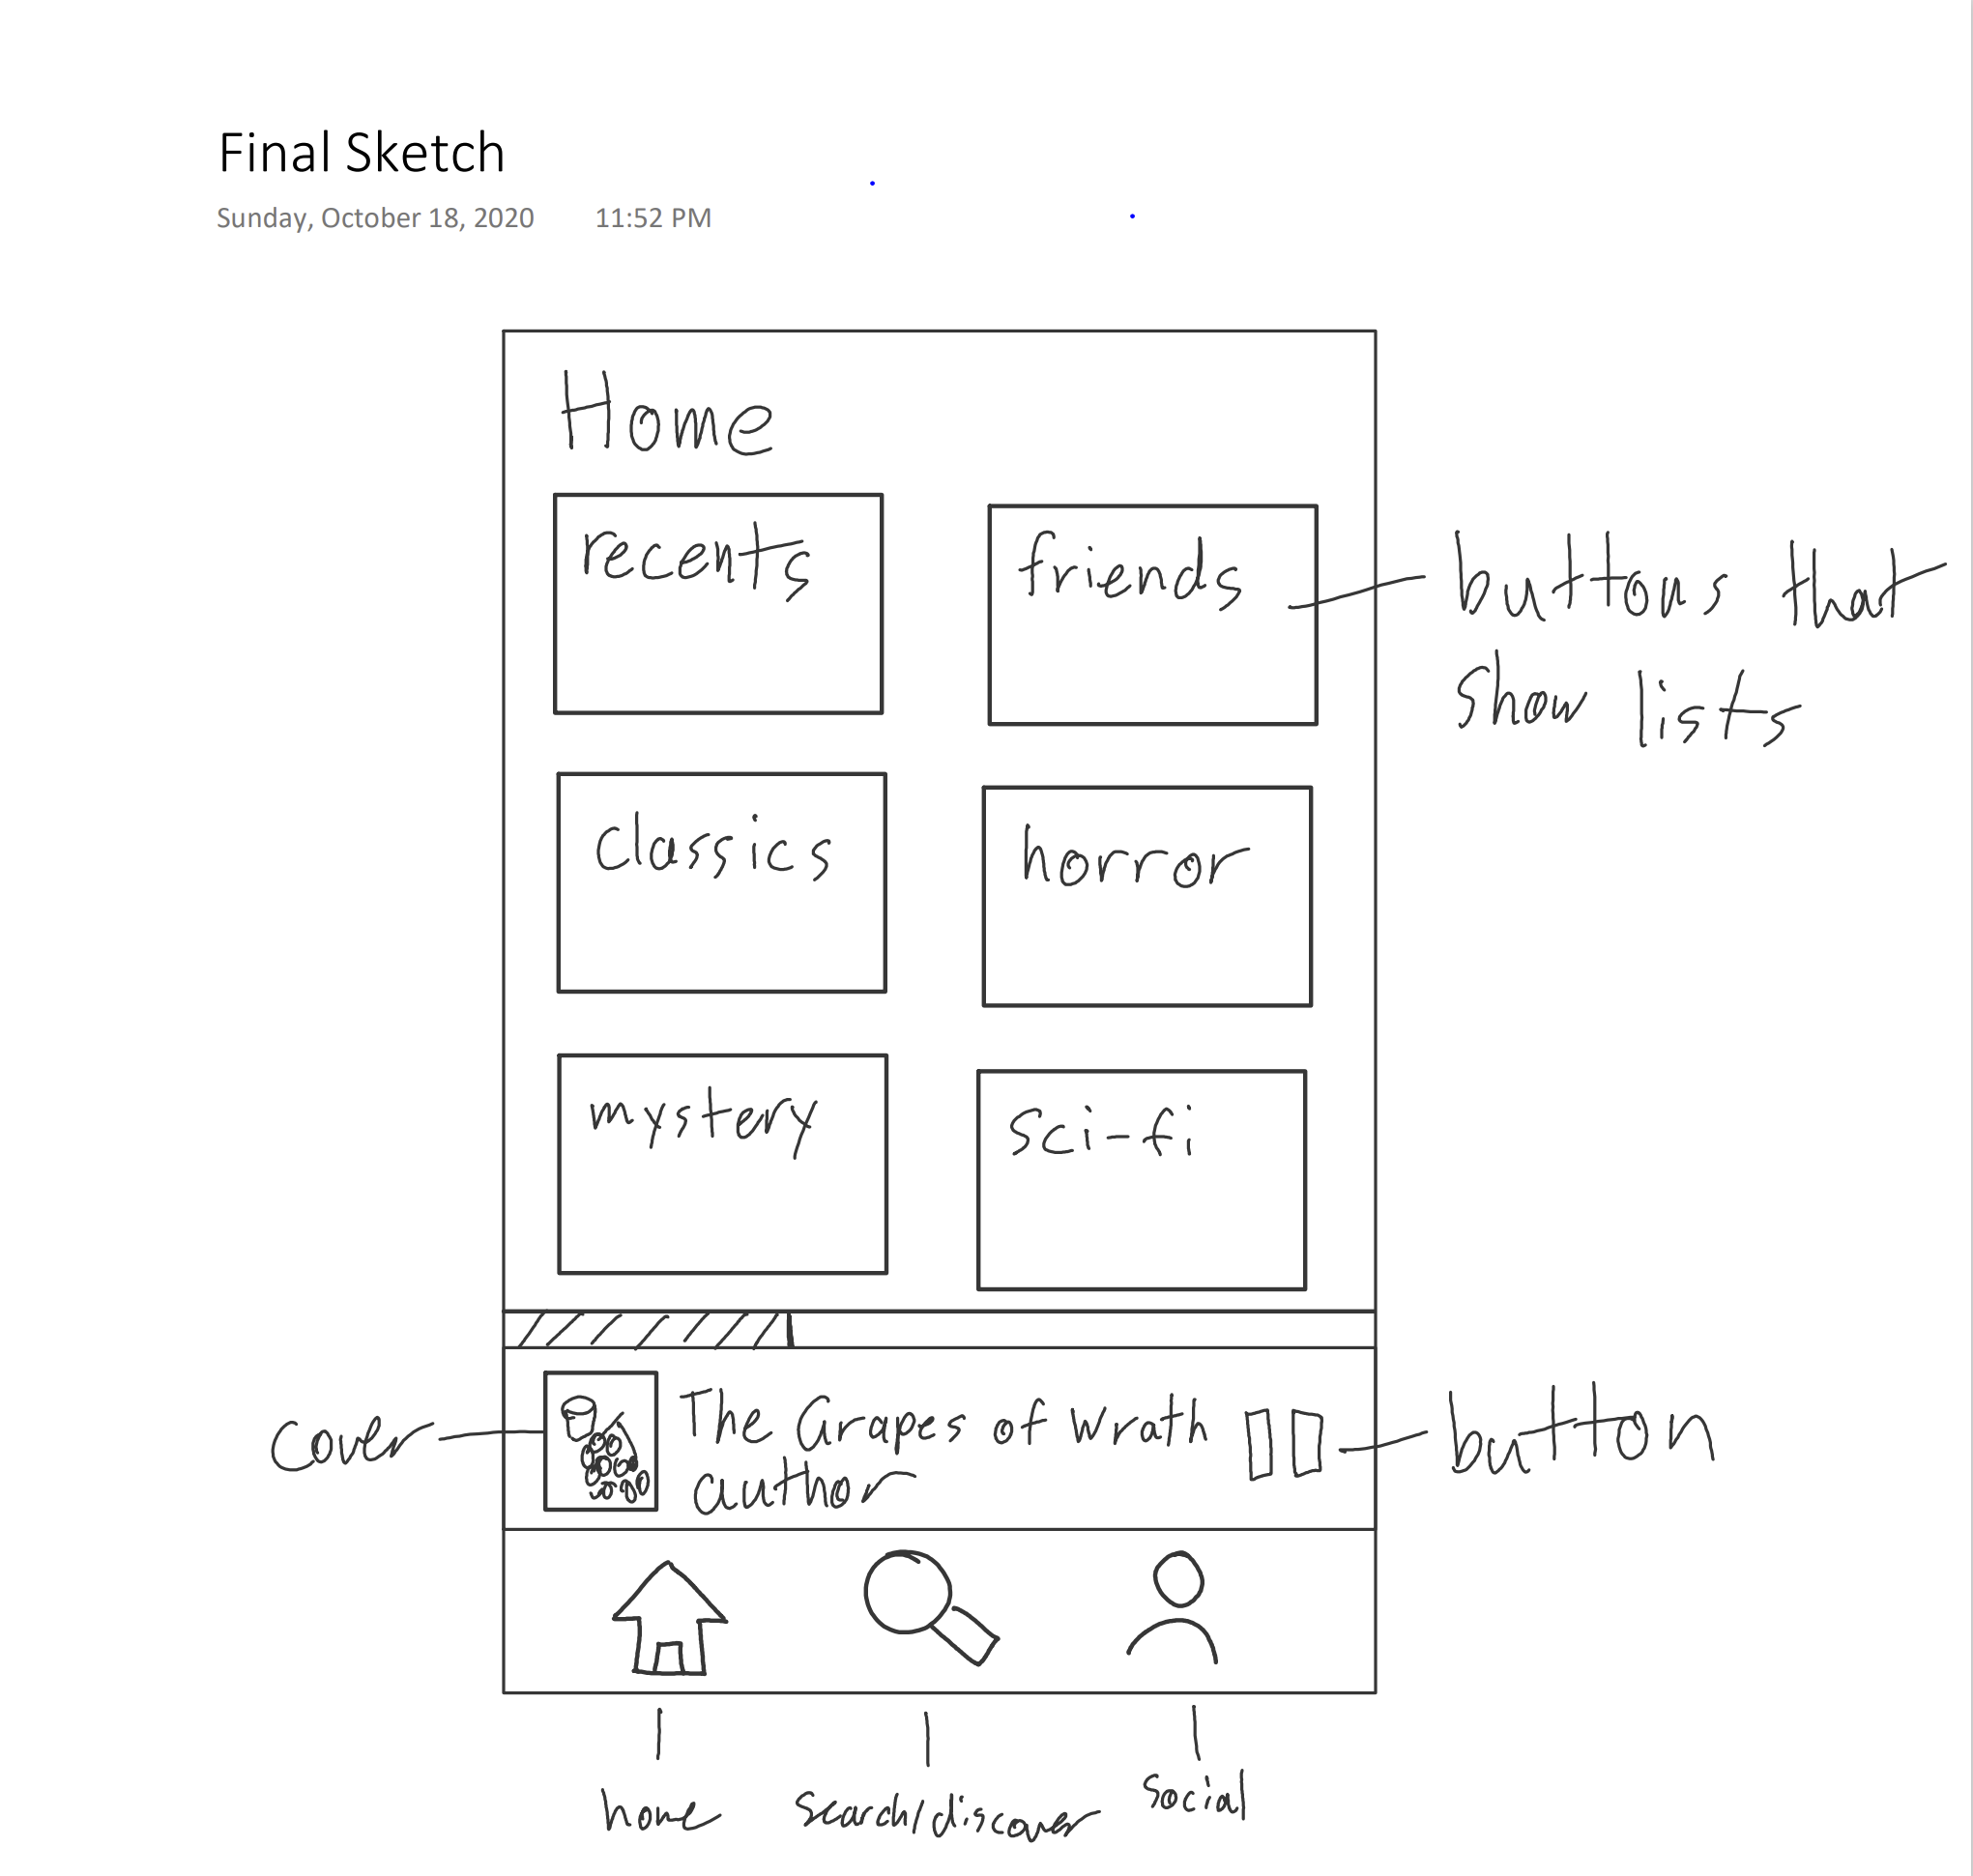 Final Sketch
Sunday, October 18, 2020 11:52 PM
Home
recents
friends
buttons that
show lists
classics
horror
mystery
sci-fi
cover
The Grapes of Wrath
author
button
home
search/discover
social